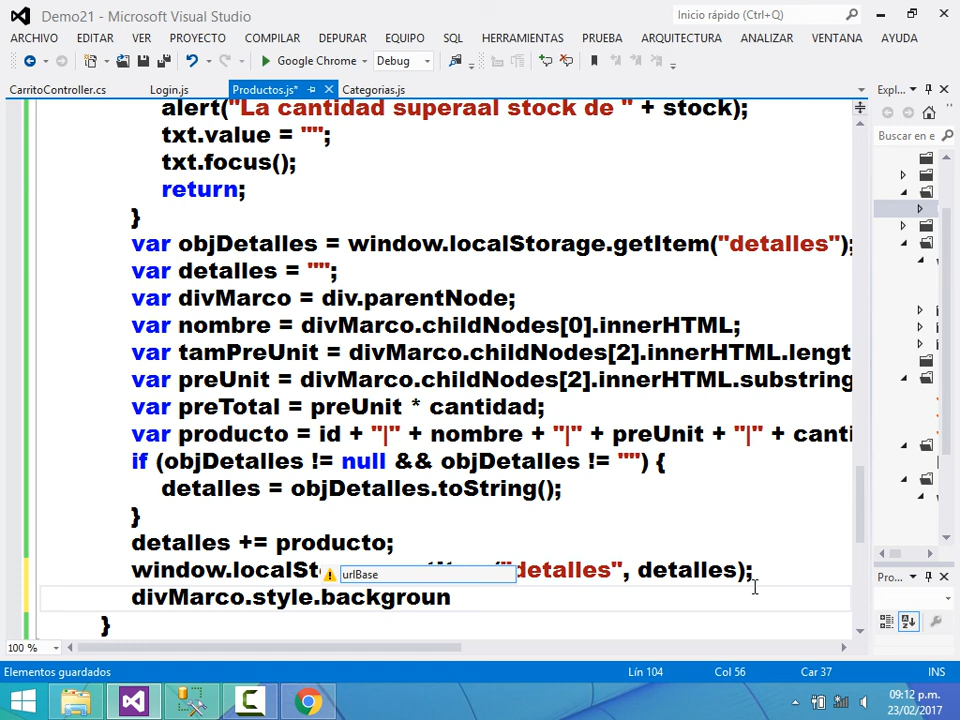 Demo21 - Microsoft Visual Studio
Inicio rápido (Ctrl+Q)
ARCHIVO EDITAR VER PROYECTO COMPILAR DEPURAR EQUIPO SQL HERRAMIENTAS PRUEBA ARQUITECTURA ANALIZAR VENTANA AYUDA
Google Chrome Debug
CarritoController.cs Login.js Productos.js* Categorias.js
Expl...
Buscar en e
alert("La cantidad superaal stock de " + stock);
txt.value = "";
txt.focus();
return;
}
var objDetalles = window.localStorage.getItem("detalles");
var detalles = "";
var divMarco = div.parentNode;
var nombre = divMarco.childNodes[0].innerHTML;
var tamPreUnit = divMarco.childNodes[2].innerHTML.lengt
var preUnit = divMarco.childNodes[2].innerHTML.substring
var preTotal = preUnit * cantidad;
var producto = id + "|" + nombre + "|" + preUnit + "|" + canti
if (objDetalles != null && objDetalles != "") {
detalles = objDetalles.toString();
}
detalles += producto;
window.localSt "detalles", detalles);
urlBase
divMarco.style.backgroun
}
Pro...
100 %
Elementos guardados Lín 104 Col 56 Car 37 INS
09:12 p.m.
23/02/2017